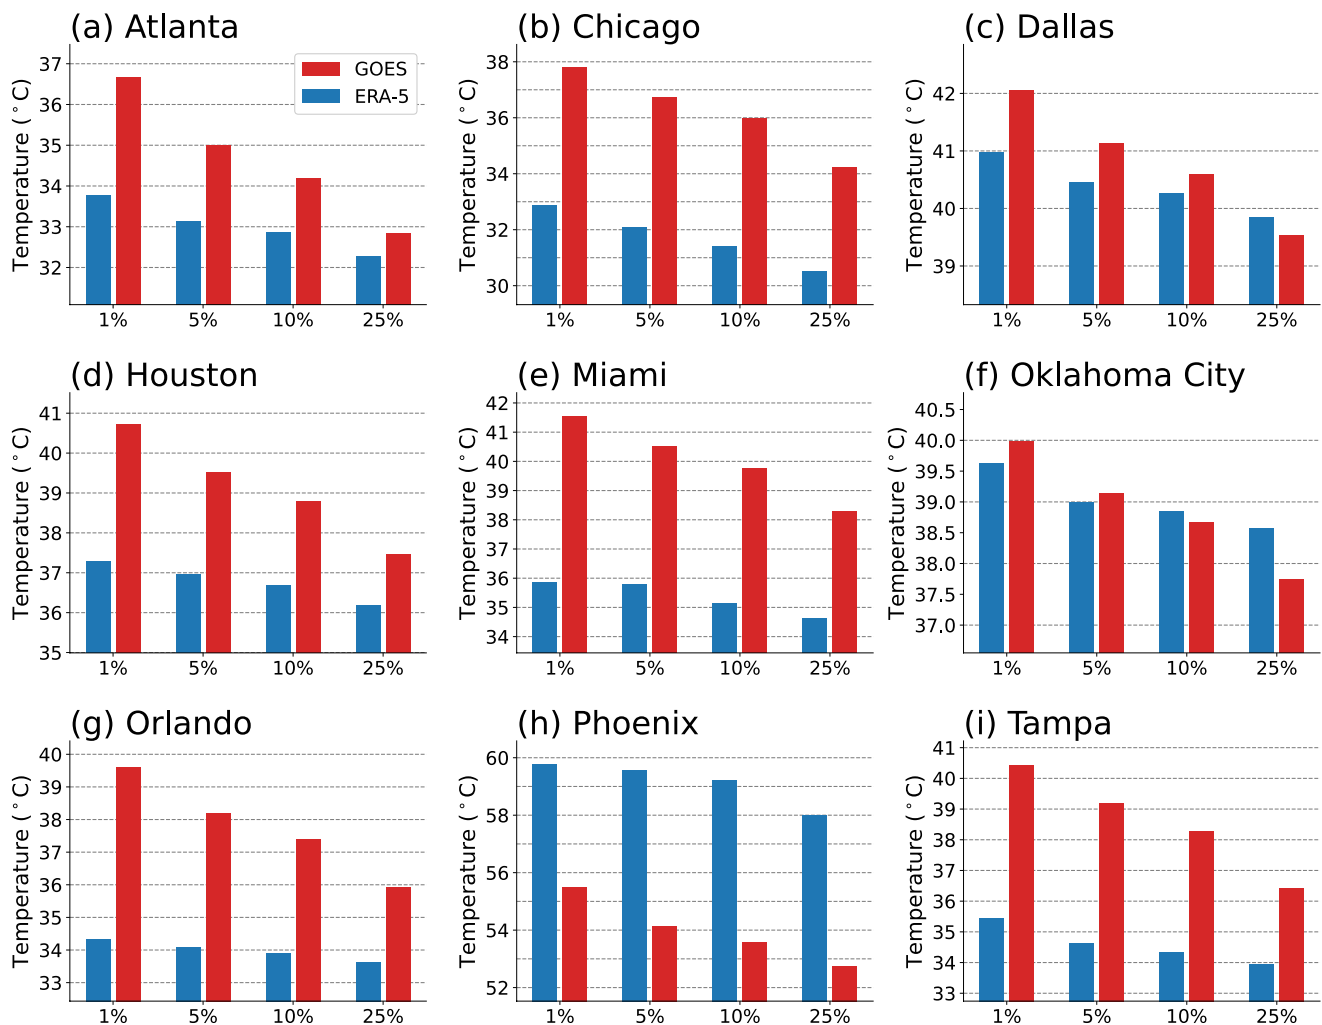 (a) Atlanta
Temperature (°C)
37
36
35
34
33
32
1% 5% 10% 25%
GOES
ERA-5
(b) Chicago
Temperature (°C)
38
36
34
32
30
1% 5% 10% 25%
(c) Dallas
Temperature (°C)
42
41
40
39
1% 5% 10% 25%
(d) Houston
Temperature (°C)
41
40
39
38
37
36
35
1% 5% 10% 25%
(e) Miami
Temperature (°C)
42
41
40
39
38
37
36
35
34
1% 5% 10% 25%
(f) Oklahoma City
Temperature (°C)
40.5
40.0
39.5
39.0
38.5
38.0
37.5
37.0
1% 5% 10% 25%
(g) Orlando
Temperature (°C)
40
39
38
37
36
35
34
33
1% 5% 10% 25%
(h) Phoenix
Temperature (°C)
60
58
56
54
52
1% 5% 10% 25%
(i) Tampa
Temperature (°C)
41
40
39
38
37
36
35
34
33
1% 5% 10% 25%